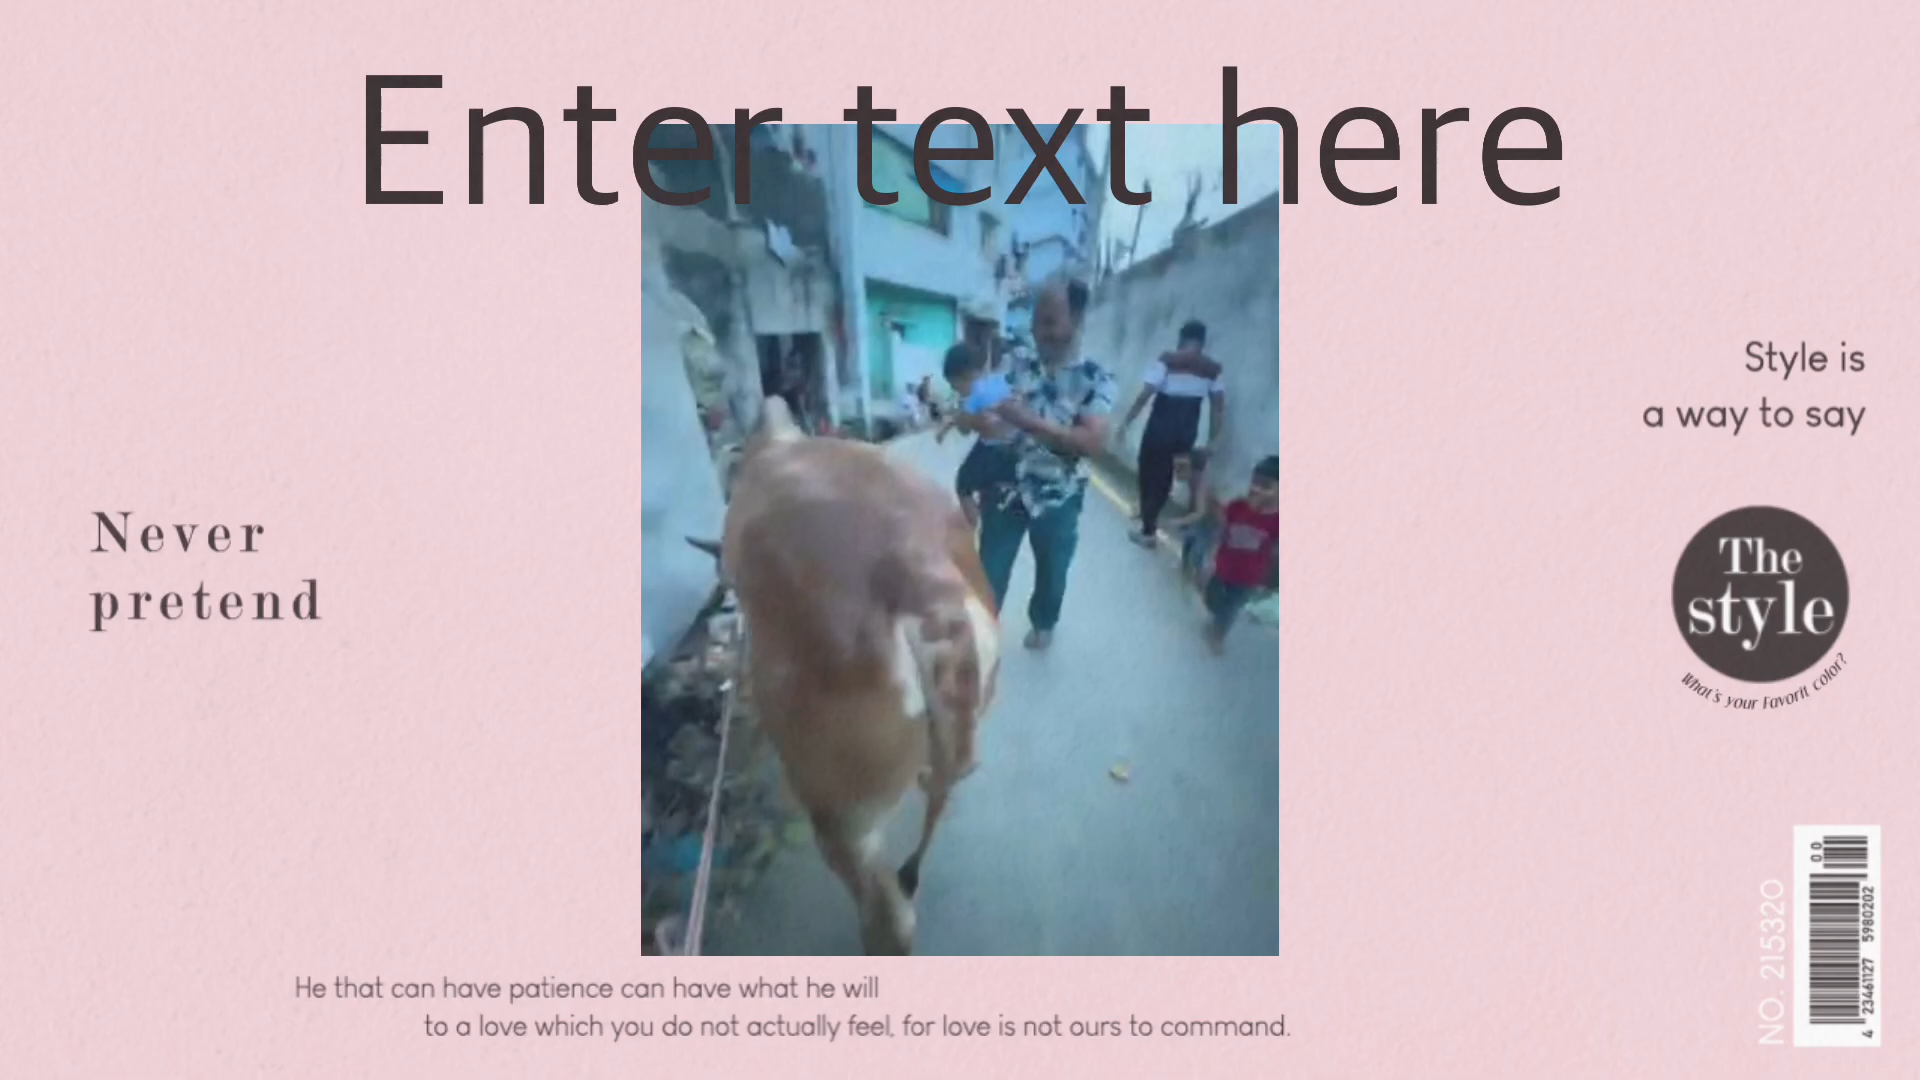 Enter text here
Style is
a way to say
Never
pretend
The
style
What's your Favorit color?
NO. 215320
00
4 23461127 5980202
He that can have patience can have what he will
to a love which you do not actually feel, for love is not ours to command.